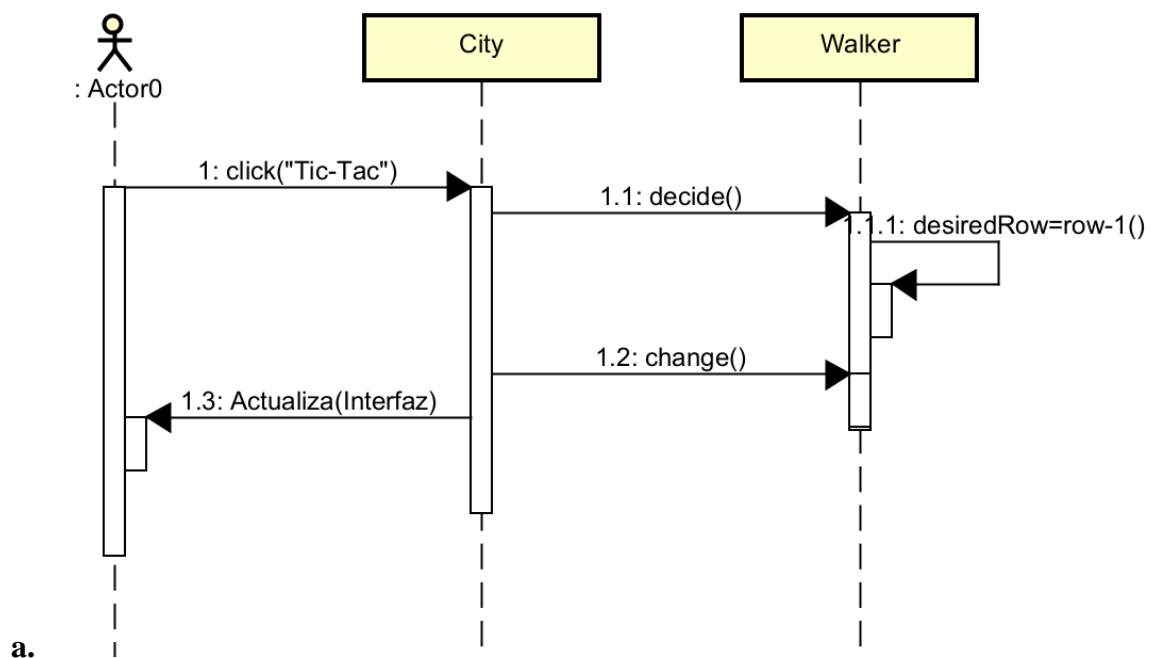 City
Walker
: Actor0
1: click("Tic-Tac")
1.1: decide()
1.1.1: desiredRow=row-1()
1.2: change()
1.3: Actualiza(Interfaz)
a.